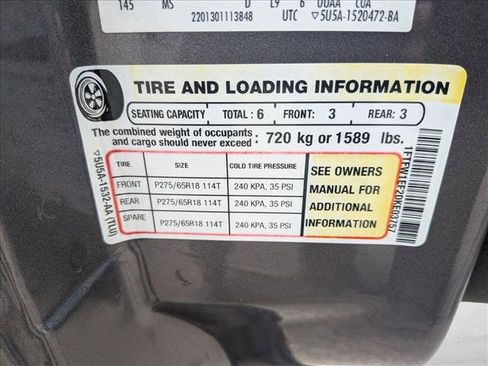 145 MS D L9 6 UUAA CUA
2201301113848 UTC ▽5U5A-1520472-BA
TIRE AND LOADING INFORMATION
SEATING CAPACITY TOTAL : 6 FRONT: 3 REAR: 3
The combined weight of occupants and cargo should never exceed : 720 kg or 1589 lbs.
TIRE SIZE COLD TIRE PRESSURE
FRONT P275/65R18 114T 240 KPA, 35 PSI
REAR P275/65R18 114T 240 KPA, 35 PSI
SPARE P275/65R18 114T 240 KPA, 35 PSI
SEE OWNERS
MANUAL FOR
ADDITIONAL
INFORMATION
▽5U5A-1532-AA (TLU)